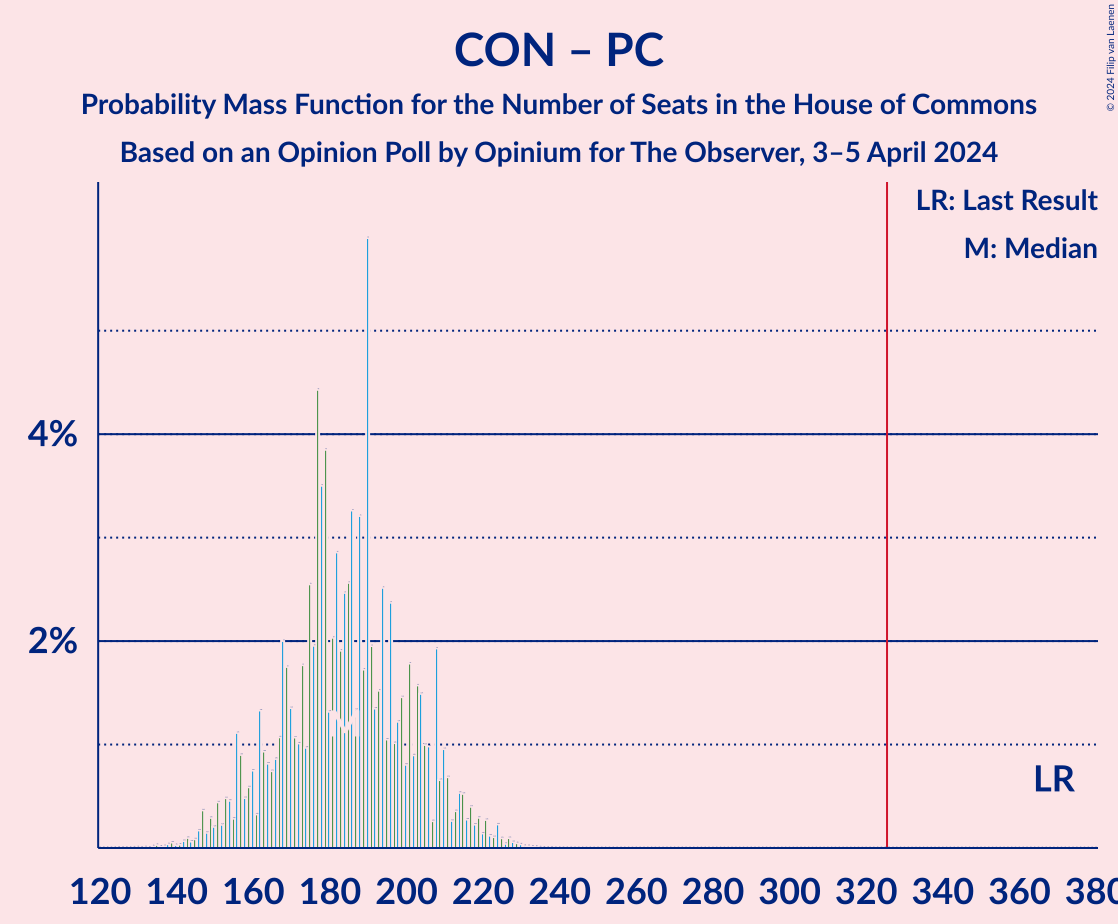 CON – PC
Probability Mass Function for the Number of Seats in the House of Commons
Based on an Opinion Poll by Opinium for The Observer, 3–5 April 2024
© 2024 Filip van Laenen
LR: Last Result
M: Median
4%
2%
LR
120 140 160 180 200 220 240 260 280 300 320 340 360 380